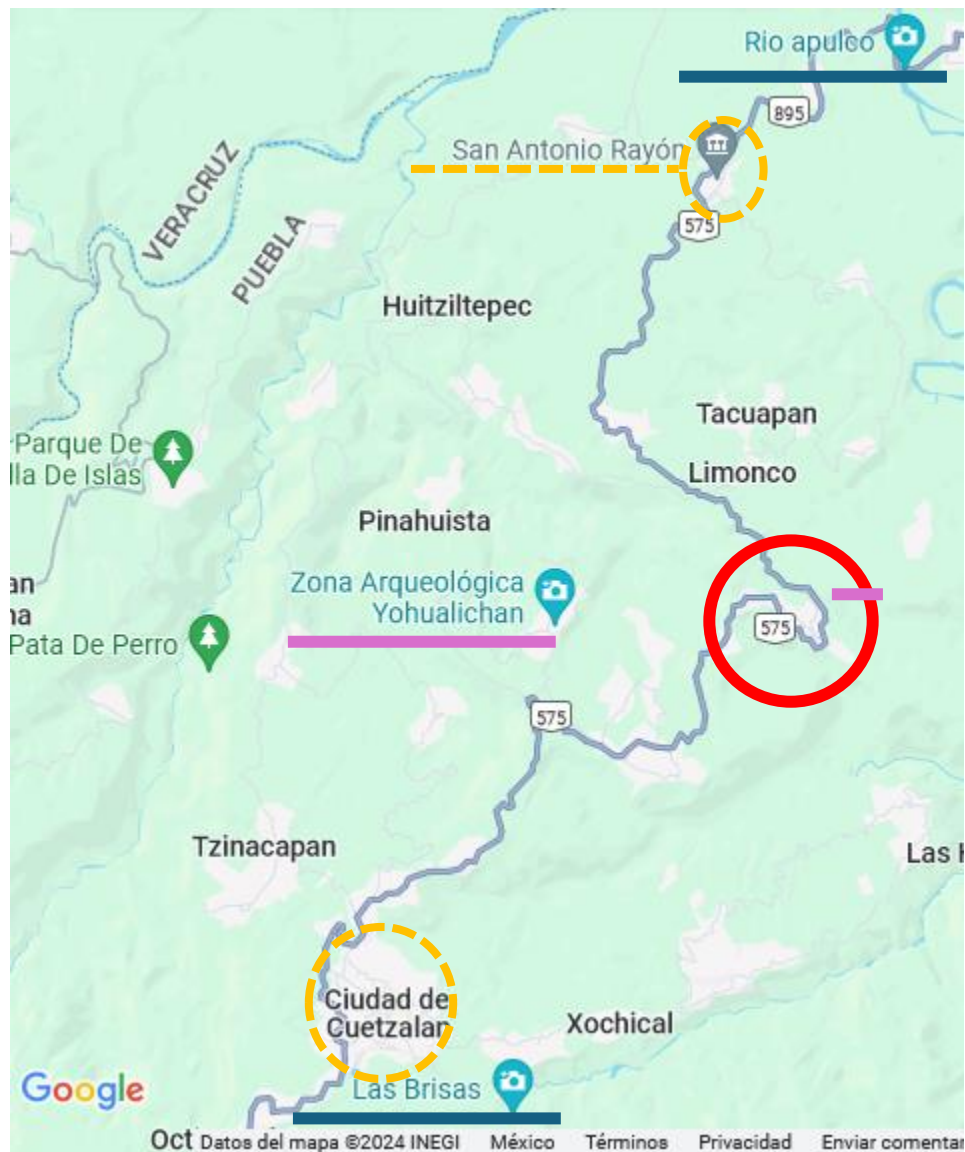 Rio apulco
895
San Antonio Rayón
VERACRUZ
PUEBLA
575
Huitziltepec
Tacuapan
Parque De
lla De Islas
Limonco
Pinahuista
an
na
Zona Arqueológica
Yohualichan
Pata De Perro
575
575
Tzinacapan
Las H
Ciudad de
Cuetzalan
Xochical
Google
Las Brisas
Oct
Datos del mapa ©2024 INEGI México Términos Privacidad Enviar comentar